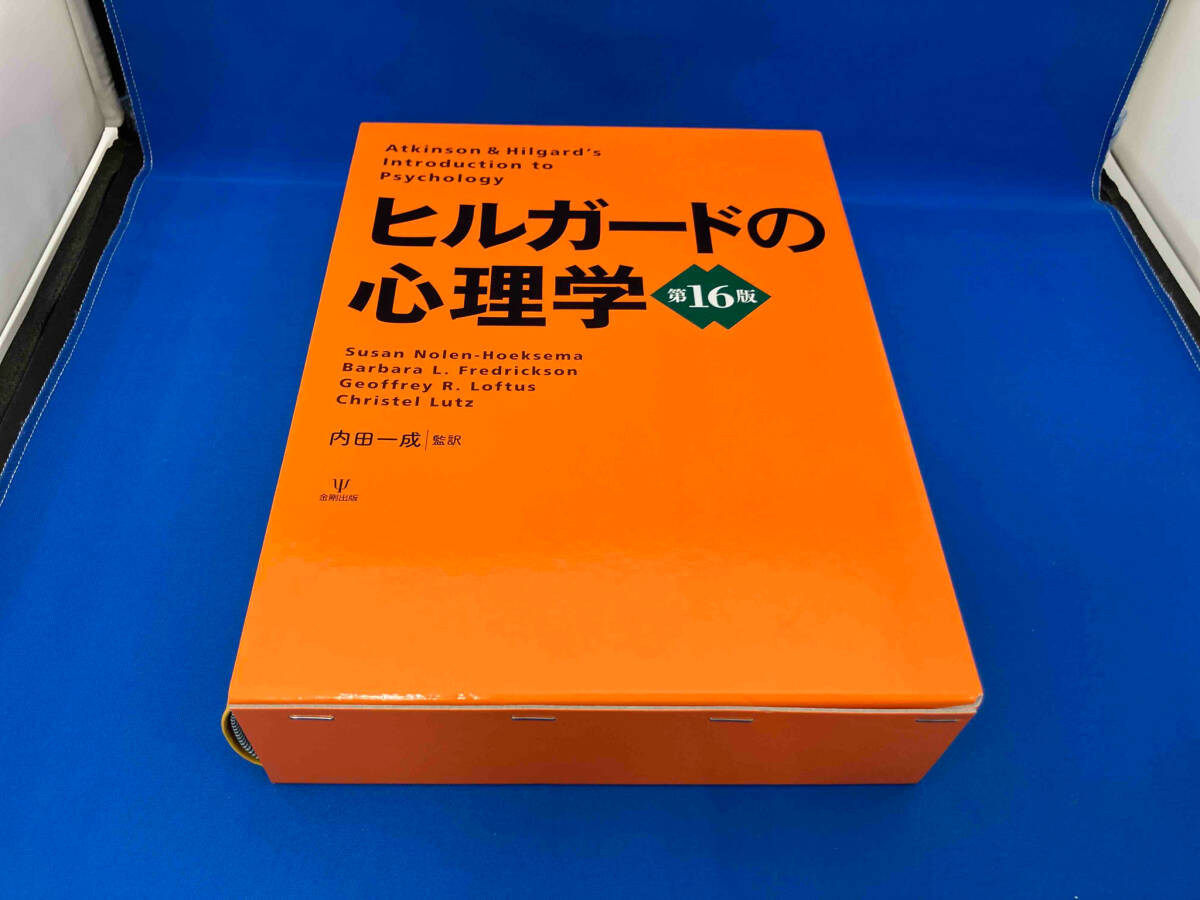 Atkinson & Hilgard's
Introduction to
Psychology
ヒルガードの
心理学 第16版
Susan Nolen-Hoeksema
Barbara L. Fredrickson
Geoffrey R. Loftus
Christel Lutz
内田一成|監訳
Ψ
金剛出版